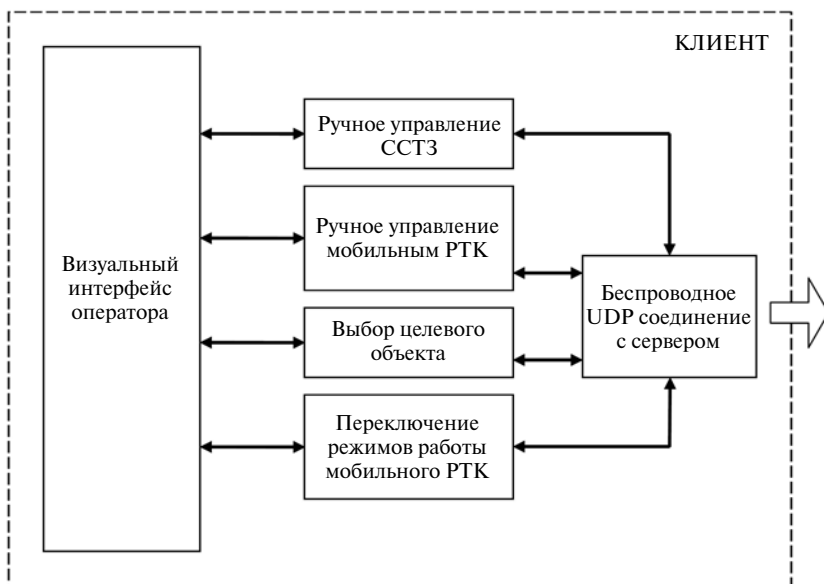 КЛИЕНТ
Визуальный
интерфейс
оператора
Ручное управление
ССТЗ
Ручное управление
мобильным РТК
Выбор целевого
объекта
Переключение
режимов работы
мобильного РТК
Беспроводное
UDP соединение
с сервером